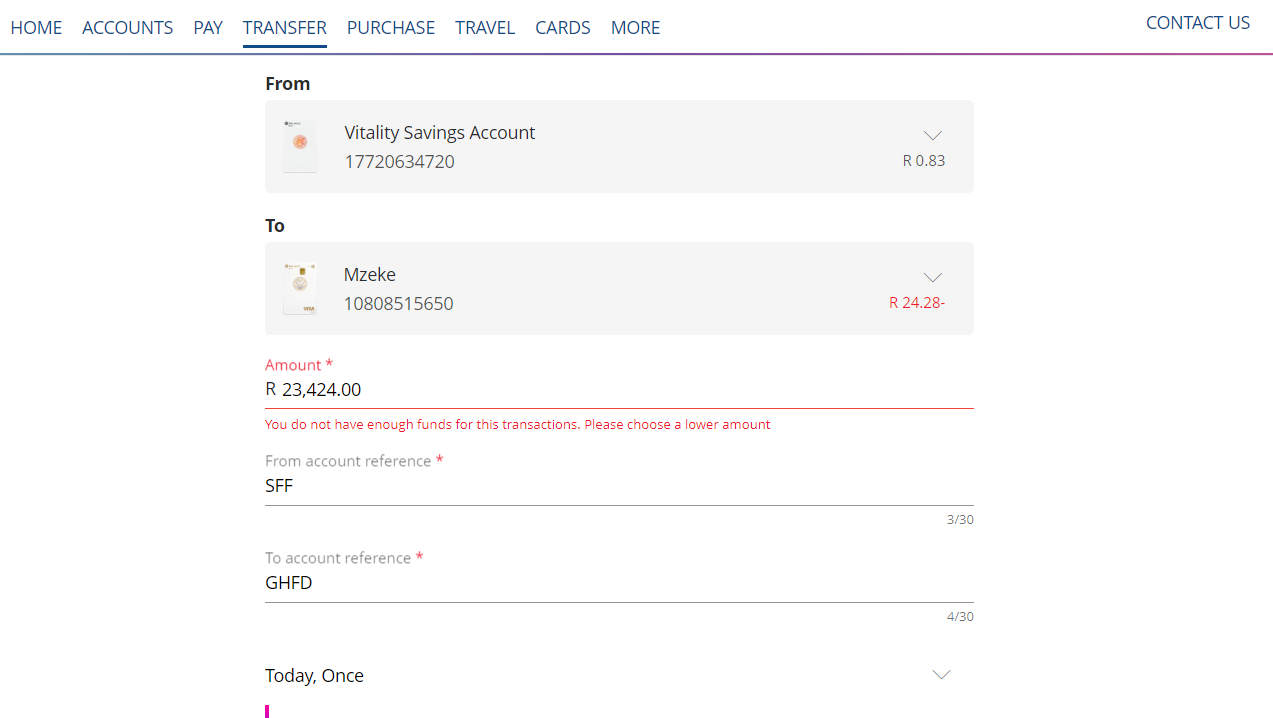 HOME ACCOUNTS PAY TRANSFER PURCHASE TRAVEL CARDS MORE CONTACT US
From
Vitality Savings Account
17720634720 R 0.83
To
Mzeke
10808515650 R 24.28-
Amount *
R 23,424.00
You do not have enough funds for this transactions. Please choose a lower amount
From account reference *
SFF
3/30
To account reference *
GHFD
4/30
Today, Once